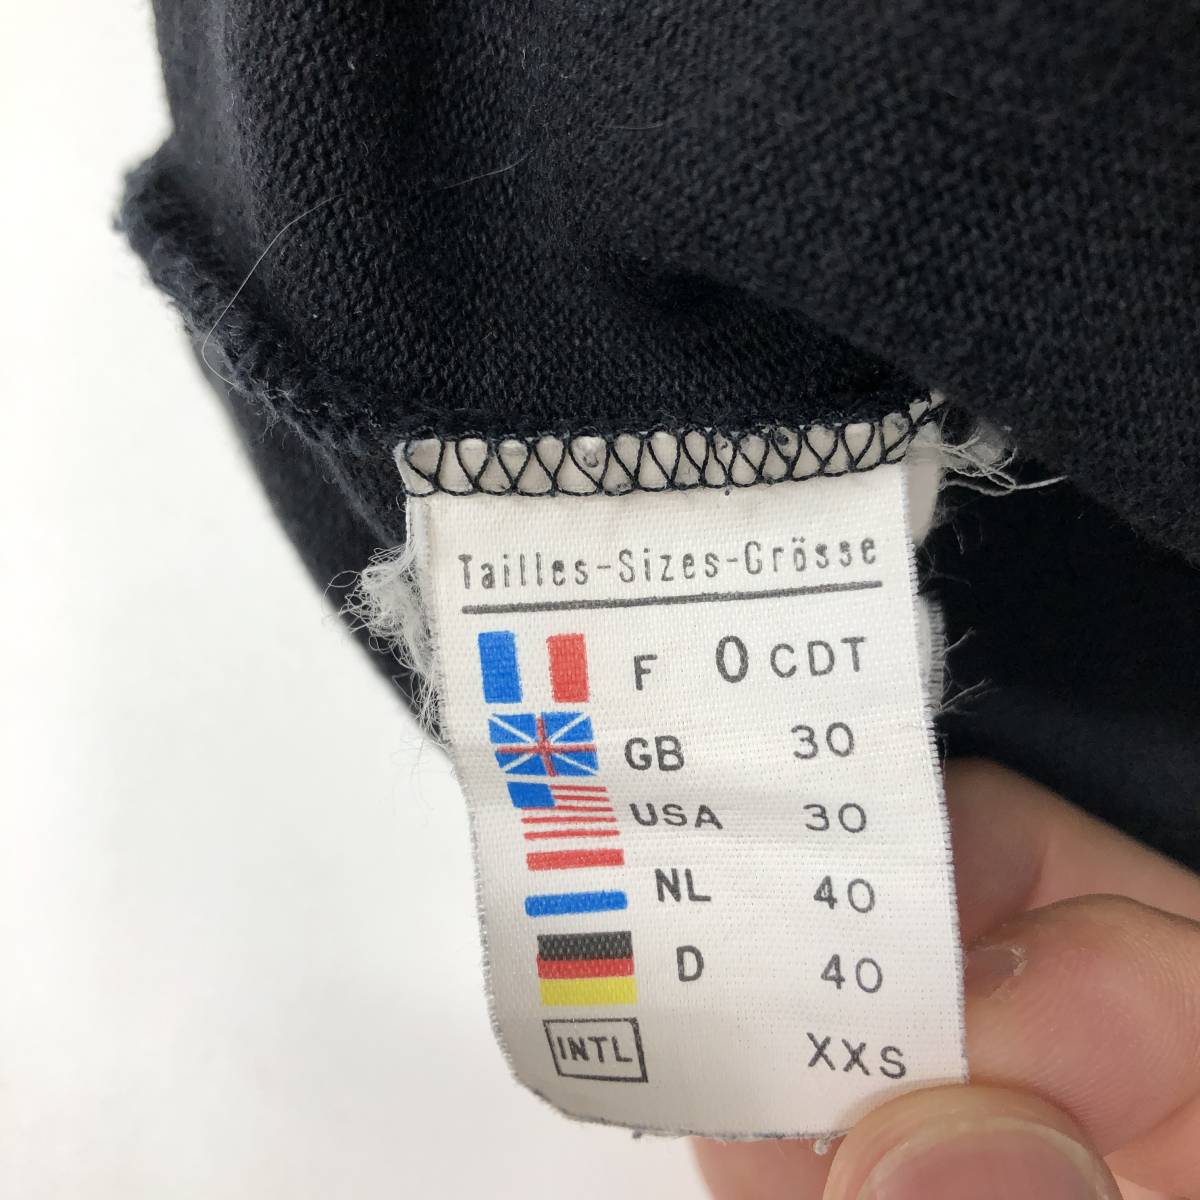 Tailles-Sizes-Grösse
F 0 CDT
GB 30
USA 30
NL 40
D 40
INTL XXS